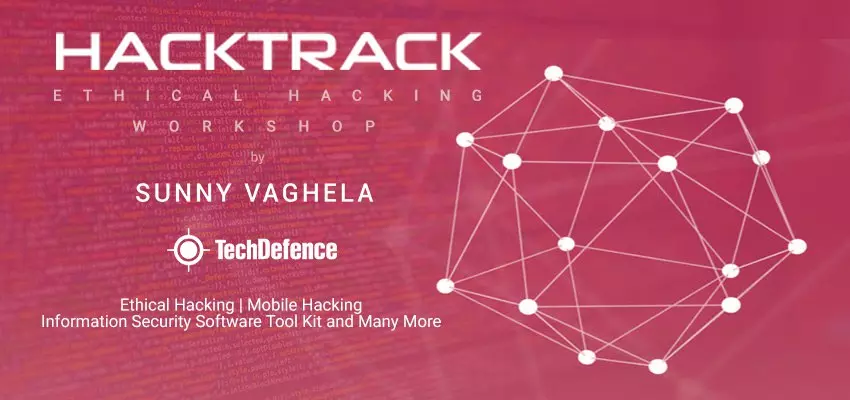 HACKTRACK
ETHICAL HACKING
WORKSHOP
by
SUNNY VAGHELA
TechDefence
Ethical Hacking | Mobile Hacking
Information Security Software Tool Kit and Many More